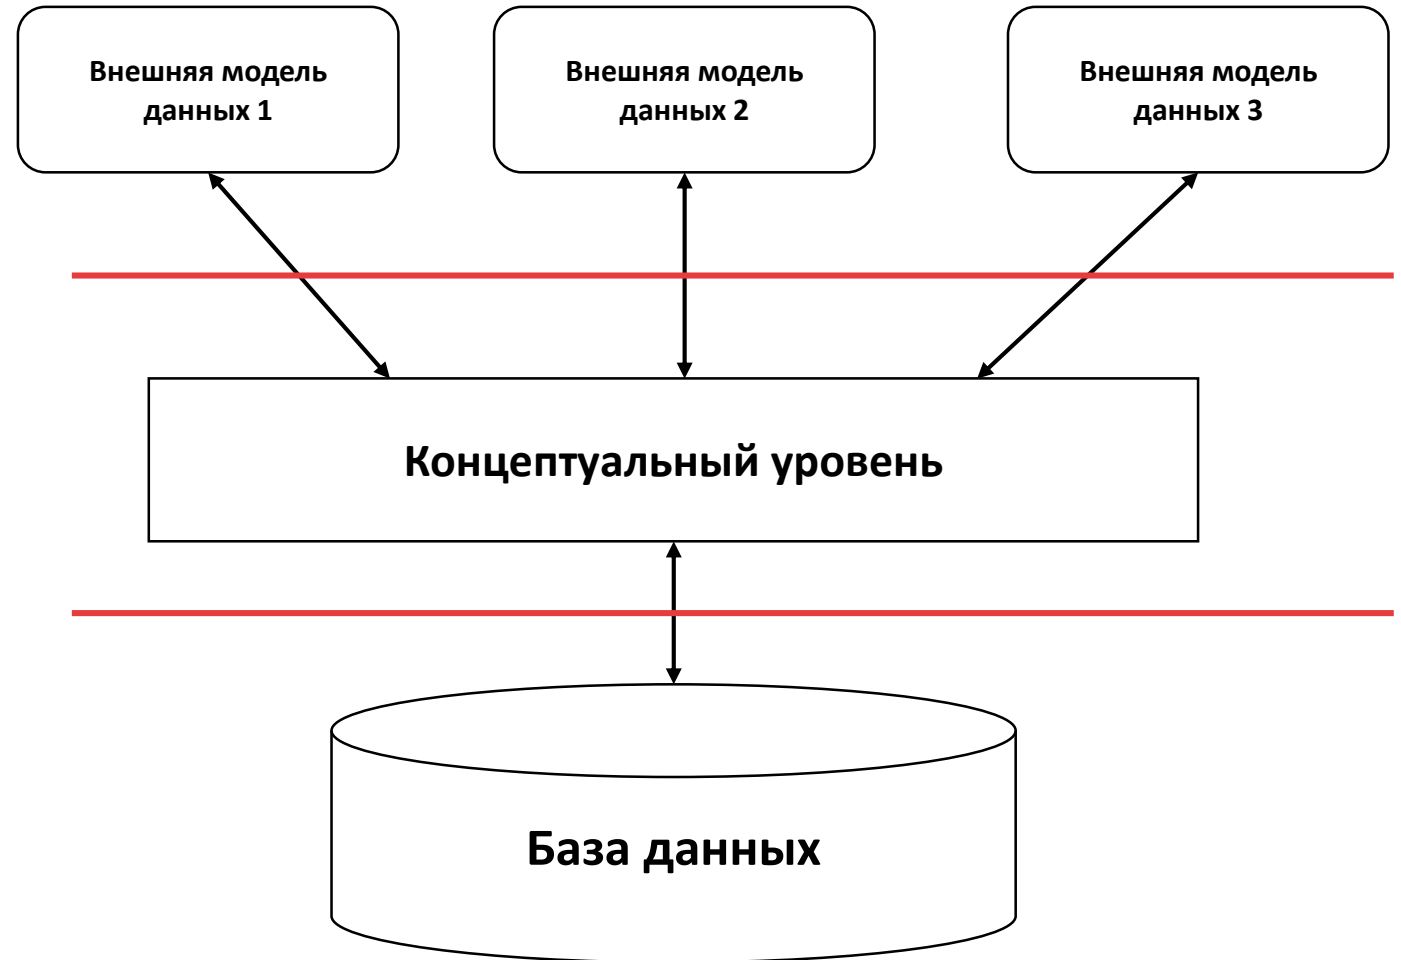 Внешняя модель
данных 1
Внешняя модель
данных 2
Внешняя модель
данных 3
Концептуальный уровень
База данных